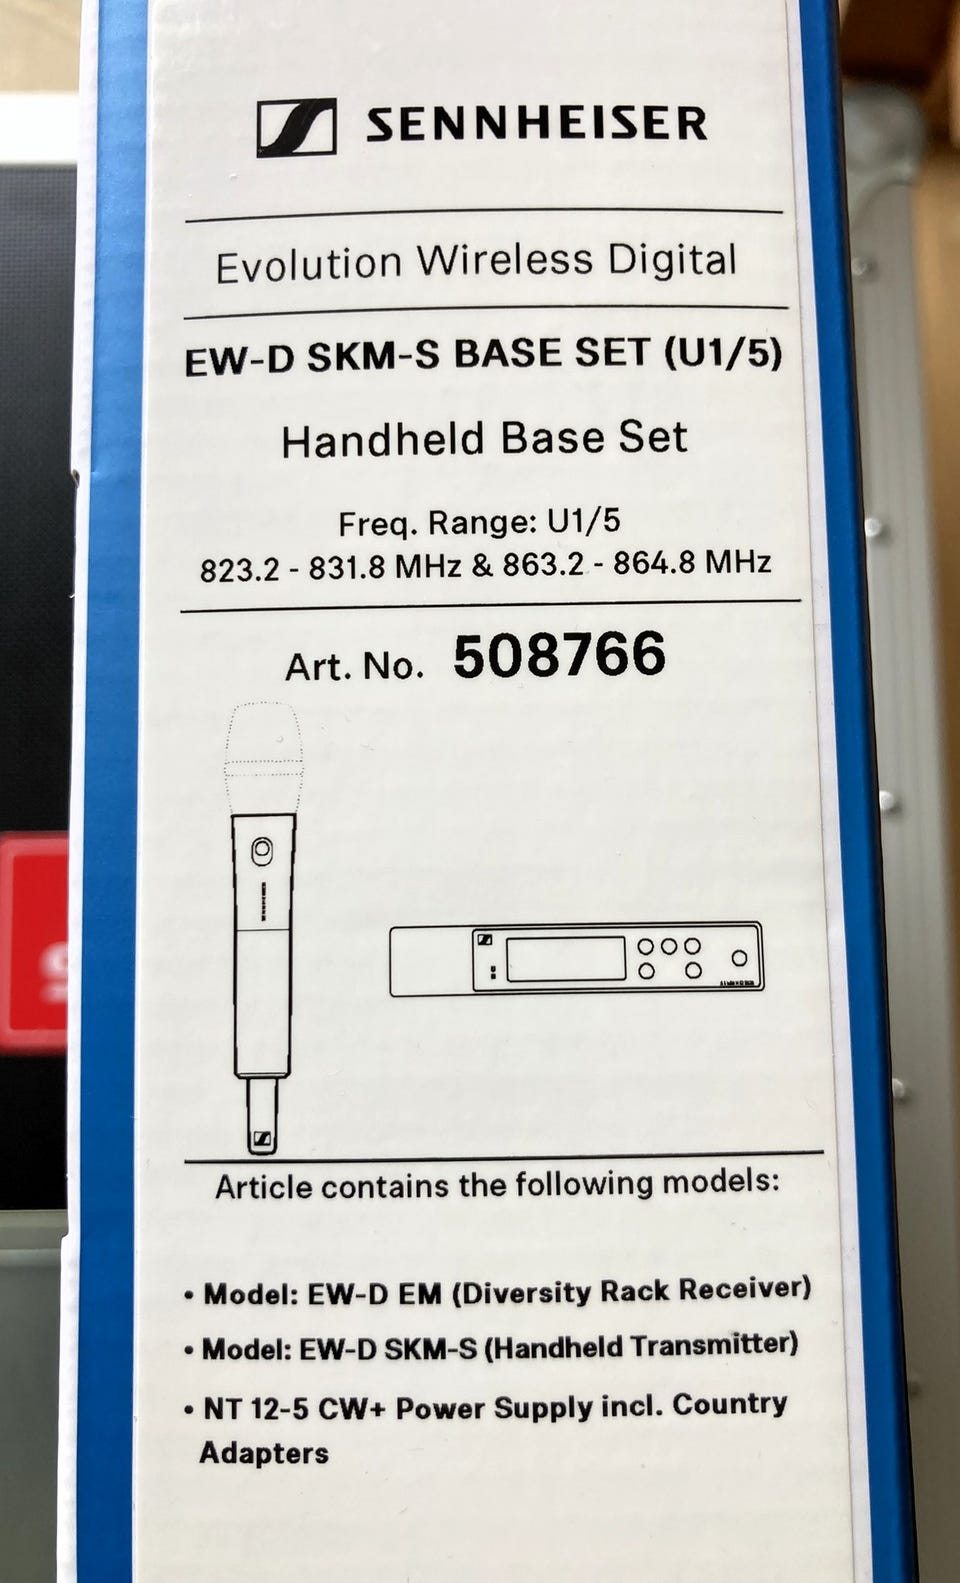 SENNHEISER
Evolution Wireless Digital
EW-D SKM-S BASE SET (U1/5)
Handheld Base Set
Freq. Range: U1/5
823.2 - 831.8 MHz & 863.2 - 864.8 MHz
Art. No. 508766
SENNHEISER
Article contains the following models:
• Model: EW-D EM (Diversity Rack Receiver)
• Model: EW-D SKM-S (Handheld Transmitter)
• NT 12-5 CW+ Power Supply incl. Country
Adapters